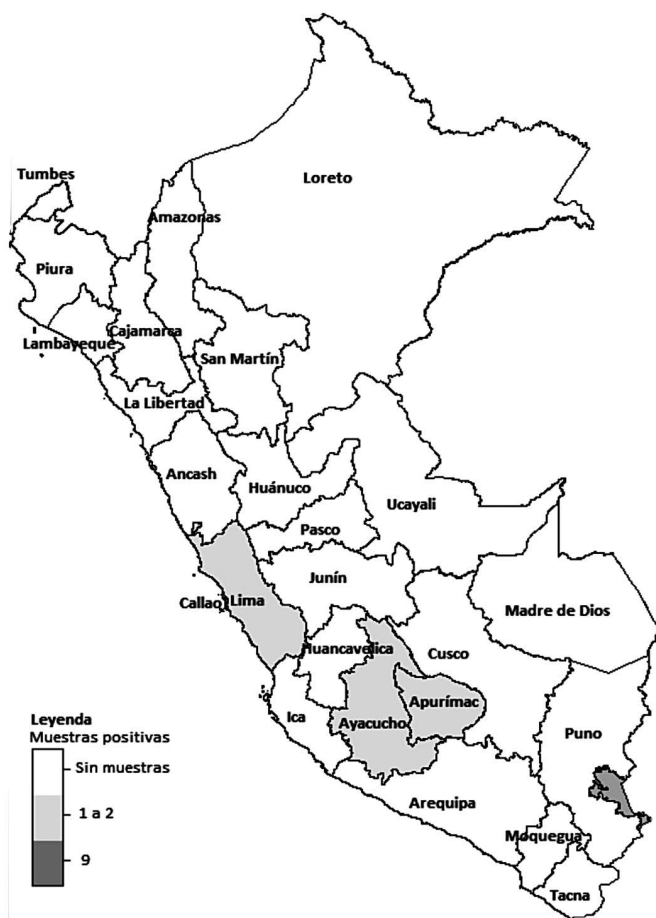 Tumbes
Loreto
Amazonas
Piura
Cajamarca
Lambayeque
San Martín
La Libertad
Ancash
Huánuco
Ucayali
Pasco
Junín
Callao
Lima
Madre de Dios
Huancavelica
Cusco
Apurímac
Ica
Ayacucho
Puno
Arequipa
Moquegua
Tacna
Leyenda
Muestras positivas
Sin muestras
1 a 2
9